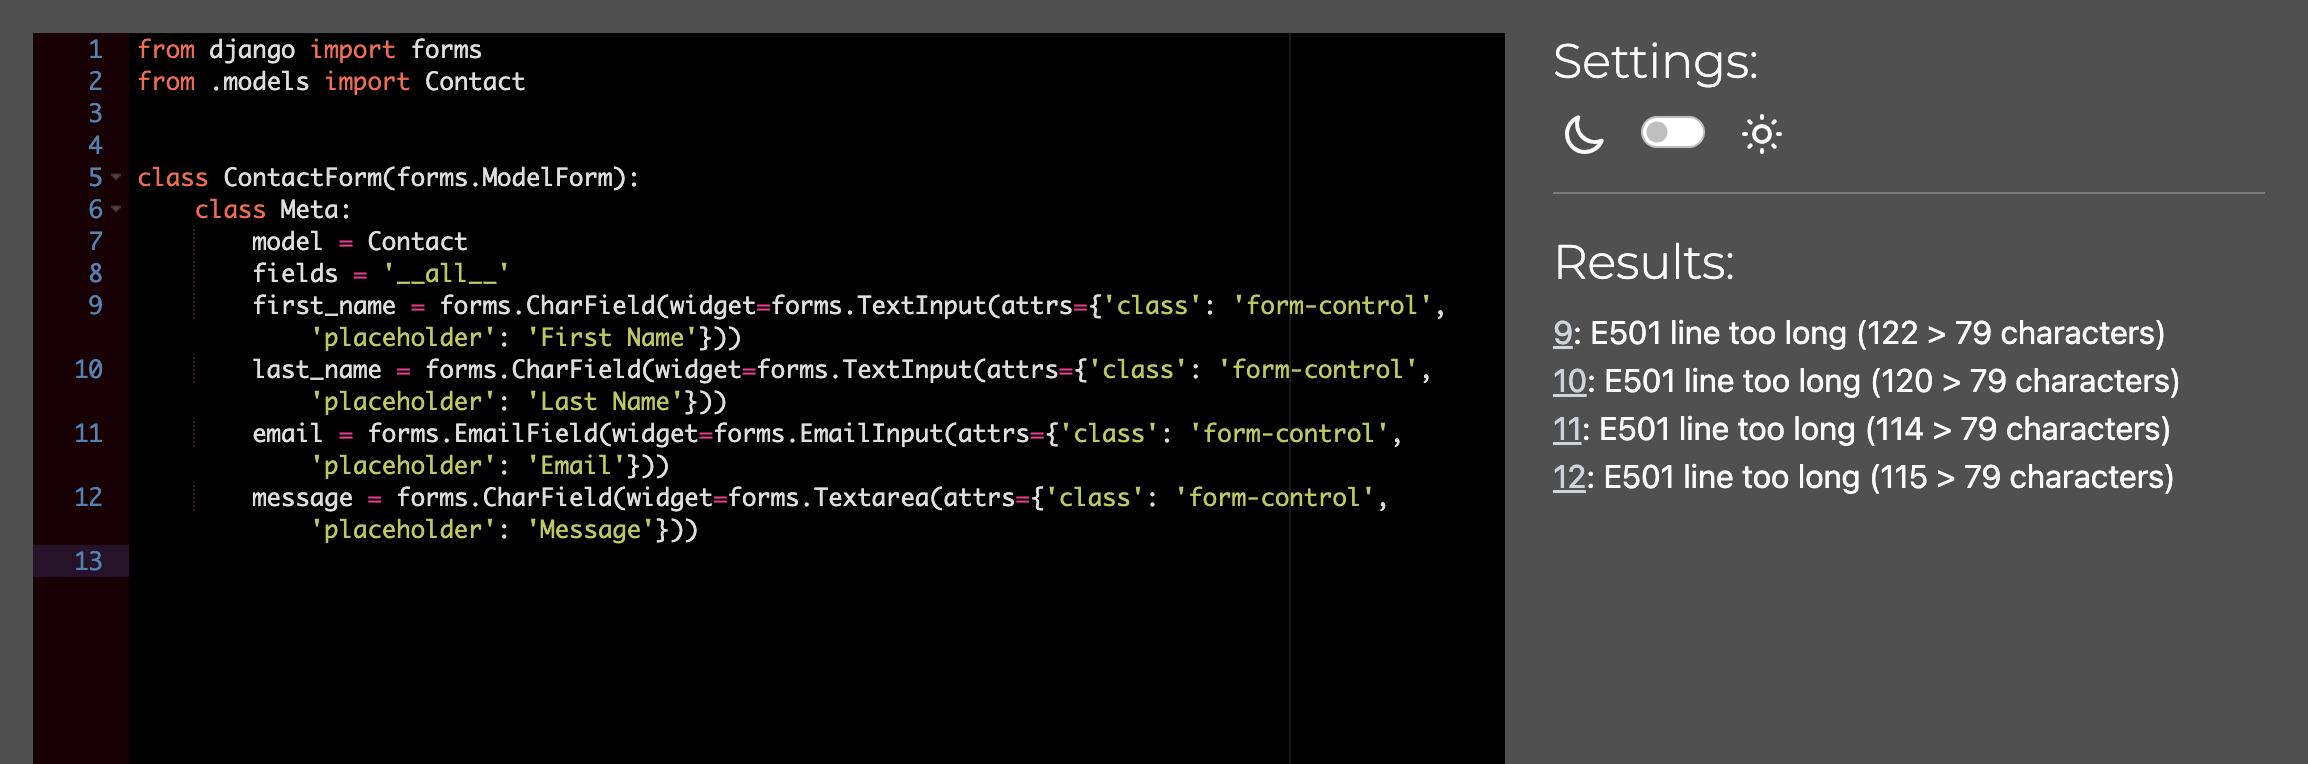 1 from django import forms
2 from .models import Contact
3
4
5 class ContactForm(forms.ModelForm):
6     class Meta:
7         model = Contact
8         fields = '__all__'
9         first_name = forms.CharField(widget=forms.TextInput(attrs={'class': 'form-control',
            'placeholder': 'First Name'}))
10         last_name = forms.CharField(widget=forms.TextInput(attrs={'class': 'form-control',
            'placeholder': 'Last Name'}))
11         email = forms.EmailField(widget=forms.EmailInput(attrs={'class': 'form-control',
            'placeholder': 'Email'}))
12         message = forms.CharField(widget=forms.Textarea(attrs={'class': 'form-control',
            'placeholder': 'Message'}))
13
Settings:
Results:
9: E501 line too long (122 > 79 characters)
10: E501 line too long (120 > 79 characters)
11: E501 line too long (114 > 79 characters)
12: E501 line too long (115 > 79 characters)